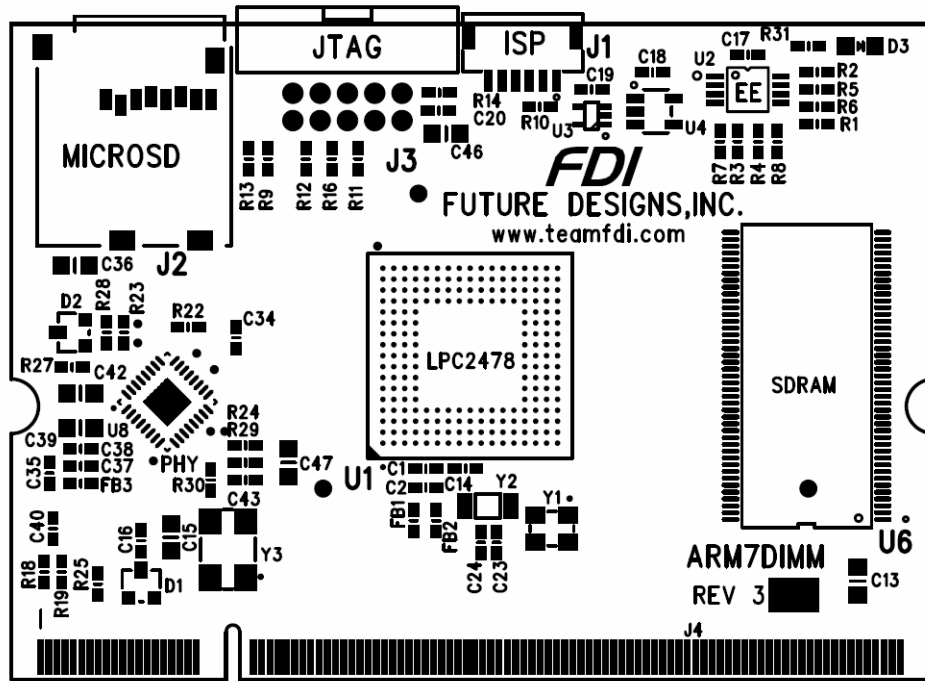 JTAG
ISP
J1
C18
U2
C17
R31
D3
MICROSD
J3
C19
R14
C20
C46
R10
U3
U4
EE
R2
R5
R6
R1
R7
R3
R4
R8
R13
R9
R12
R16
R11
FDI
FUTURE DESIGNS,INC.
www.teamfdi.com
J2
C36
D2
R28
R23
R22
C34
R27
C42
LPC2478
SDRAM
C39
U8
C38
C37
FB3
C35
PHY
R24
R29
R30
C43
C47
U1
C1
C2
C14
Y2
Y1
FB1
FB2
C24
C23
C40
C16
C15
Y3
R18
R19
R25
D1
U6
ARM7DIMM
REV 3
C13
J4